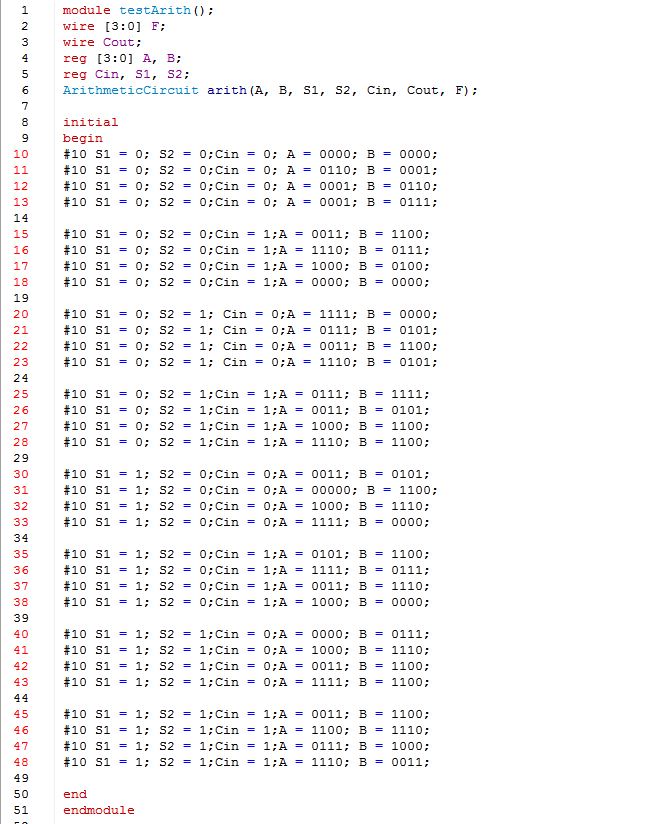 1 module testArith();
2 wire [3:0] F;
3 wire Cout;
4 reg [3:0] A, B;
5 reg Cin, S1, S2;
6 ArithmeticCircuit arith(A, B, S1, S2, Cin, Cout, F);
7
8 initial
9 begin
10 #10 S1 = 0; S2 = 0;Cin = 0; A = 0000; B = 0000;
11 #10 S1 = 0; S2 = 0;Cin = 0; A = 0110; B = 0001;
12 #10 S1 = 0; S2 = 0;Cin = 0; A = 0001; B = 0110;
13 #10 S1 = 0; S2 = 0;Cin = 0; A = 0001; B = 0111;
14
15 #10 S1 = 0; S2 = 0;Cin = 1;A = 0011; B = 1100;
16 #10 S1 = 0; S2 = 0;Cin = 1;A = 1110; B = 0111;
17 #10 S1 = 0; S2 = 0;Cin = 1;A = 1000; B = 0100;
18 #10 S1 = 0; S2 = 0;Cin = 1;A = 0000; B = 0000;
19
20 #10 S1 = 0; S2 = 1; Cin = 0;A = 1111; B = 0000;
21 #10 S1 = 0; S2 = 1; Cin = 0;A = 0111; B = 0101;
22 #10 S1 = 0; S2 = 1; Cin = 0;A = 0011; B = 1100;
23 #10 S1 = 0; S2 = 1; Cin = 0;A = 1110; B = 0101;
24
25 #10 S1 = 0; S2 = 1;Cin = 1;A = 0111; B = 1111;
26 #10 S1 = 0; S2 = 1;Cin = 1;A = 0011; B = 0101;
27 #10 S1 = 0; S2 = 1;Cin = 1;A = 1000; B = 1100;
28 #10 S1 = 0; S2 = 1;Cin = 1;A = 1110; B = 1100;
29
30 #10 S1 = 1; S2 = 0;Cin = 0;A = 0011; B = 0101;
31 #10 S1 = 1; S2 = 0;Cin = 0;A = 00000; B = 1100;
32 #10 S1 = 1; S2 = 0;Cin = 0;A = 1000; B = 1110;
33 #10 S1 = 1; S2 = 0;Cin = 0;A = 1111; B = 0000;
34
35 #10 S1 = 1; S2 = 0;Cin = 1;A = 0101; B = 1100;
36 #10 S1 = 1; S2 = 0;Cin = 1;A = 1111; B = 0111;
37 #10 S1 = 1; S2 = 0;Cin = 1;A = 0011; B = 1110;
38 #10 S1 = 1; S2 = 0;Cin = 1;A = 1000; B = 0000;
39
40 #10 S1 = 1; S2 = 1;Cin = 0;A = 0000; B = 0111;
41 #10 S1 = 1; S2 = 1;Cin = 0;A = 1000; B = 1110;
42 #10 S1 = 1; S2 = 1;Cin = 0;A = 0011; B = 1100;
43 #10 S1 = 1; S2 = 1;Cin = 0;A = 1111; B = 1100;
44
45 #10 S1 = 1; S2 = 1;Cin = 1;A = 0011; B = 1100;
46 #10 S1 = 1; S2 = 1;Cin = 1;A = 1100; B = 1110;
47 #10 S1 = 1; S2 = 1;Cin = 1;A = 0111; B = 1000;
48 #10 S1 = 1; S2 = 1;Cin = 1;A = 1110; B = 0011;
49
50 end
51 endmodule